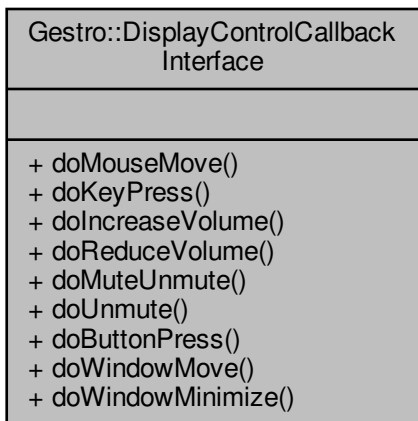 Gestro::DisplayControlCallback
Interface
+ doMouseMove()
+ doKeyPress()
+ doIncreaseVolume()
+ doReduceVolume()
+ doMuteUnmute()
+ doUnmute()
+ doButtonPress()
+ doWindowMove()
+ doWindowMinimize()